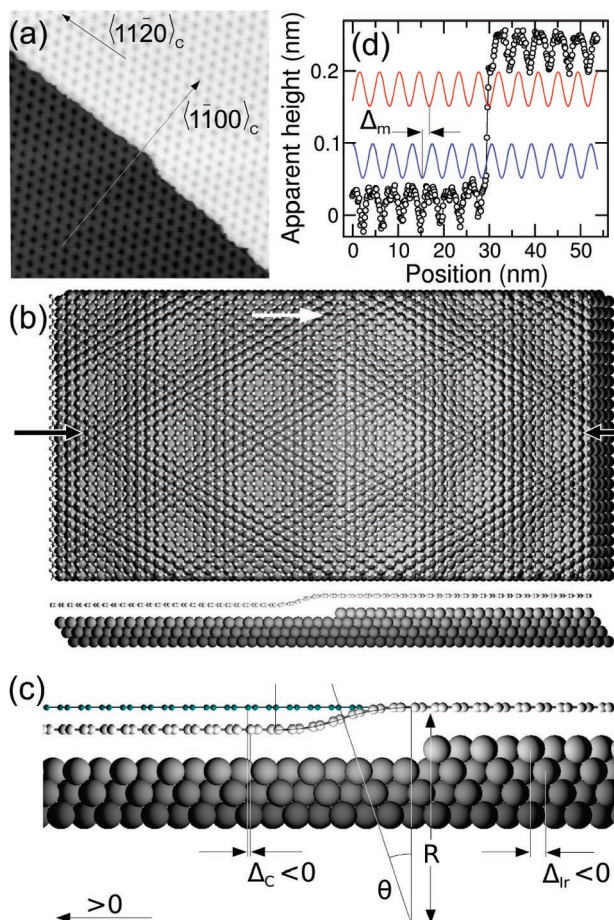 (a)
⟨112̄0⟩c
⟨11̄00⟩c
(d)
Apparent height (nm)
0.2
0.1
0
Δm
0 10 20 30 40 50
Position (nm)
(b)
(c)
ΔC<0
θ
R
ΔIr<0
>0